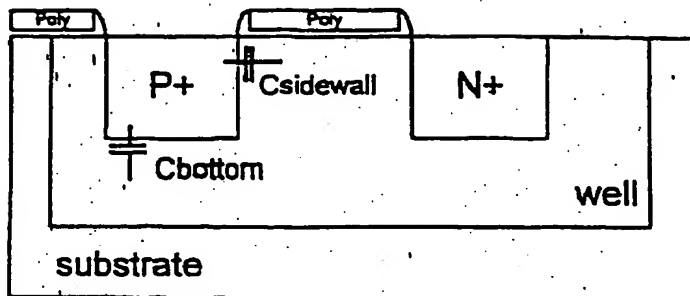 Poly Poly
P+ Csidewall N+
Cbottom
well
substrate